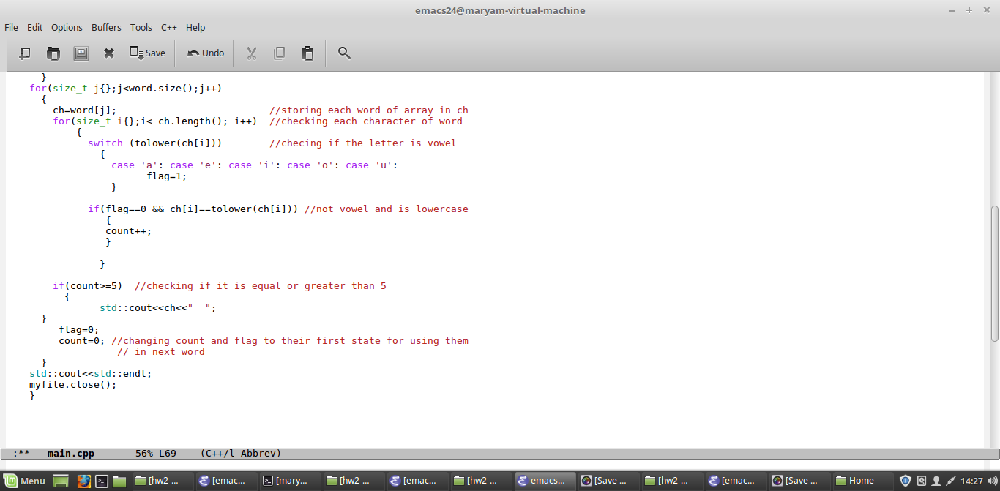 emacs24@maryam-virtual-machine
File Edit Options Buffers Tools C++ Help
Save Undo
}
for(size_t j{};j<word.size();j++)
{
ch=word[j]; //storing each word of array in ch
for(size_t i{};i< ch.length(); i++) //checking each character of word
{
switch (tolower(ch[i])) //checing if the letter is vowel
{
case 'a': case 'e': case 'i': case 'o': case 'u':
flag=1;
}
if(flag==0 && ch[i]==tolower(ch[i])) //not vowel and is lowercase
{
count++;
}
}
if(count>=5) //checking if it is equal or greater than 5
{
std::cout<<ch<<"  ";
}
flag=0;
count=0; //changing count and flag to their first state for using them
// in next word
}
std::cout<<std::endl;
myfile.close();
}
-:**- main.cpp 56% L69 (C++/l Abbrev)
Menu [hw2-... [emac... [mary... [hw2-... [emac... [hw2-... emacs... [Save ... [hw2-... [emac... [Save ... Home 14:27